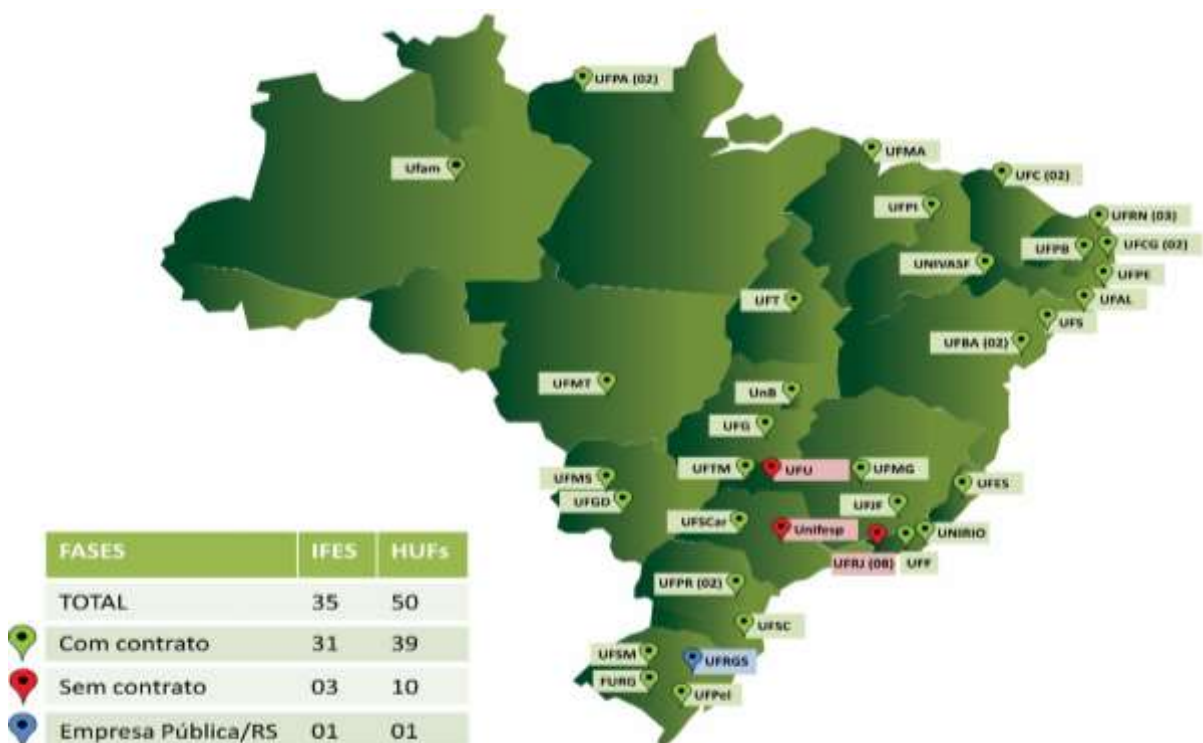 UFPA (02)
UFMA
Ufam
UFC (02)
UFPI
UFRN (03)
UFPB
UFCG (02)
UNIVASF
UFPE
UFT
UFAL
UFS
UFBA (02)
UFMT
UnB
UFG
UFTM
UFU
UFMG
UFMS
UFES
UFGD
UFJF
UFSCar
Unifesp
UNIRIO
UFRJ (08)
UFF
UFPR (02)
UFSC
UFSM
UFRGS
FURG
UFPel
FASES IFES HUFs
TOTAL 35 50
Com contrato 31 39
Sem contrato 03 10
Empresa Pública/RS 01 01